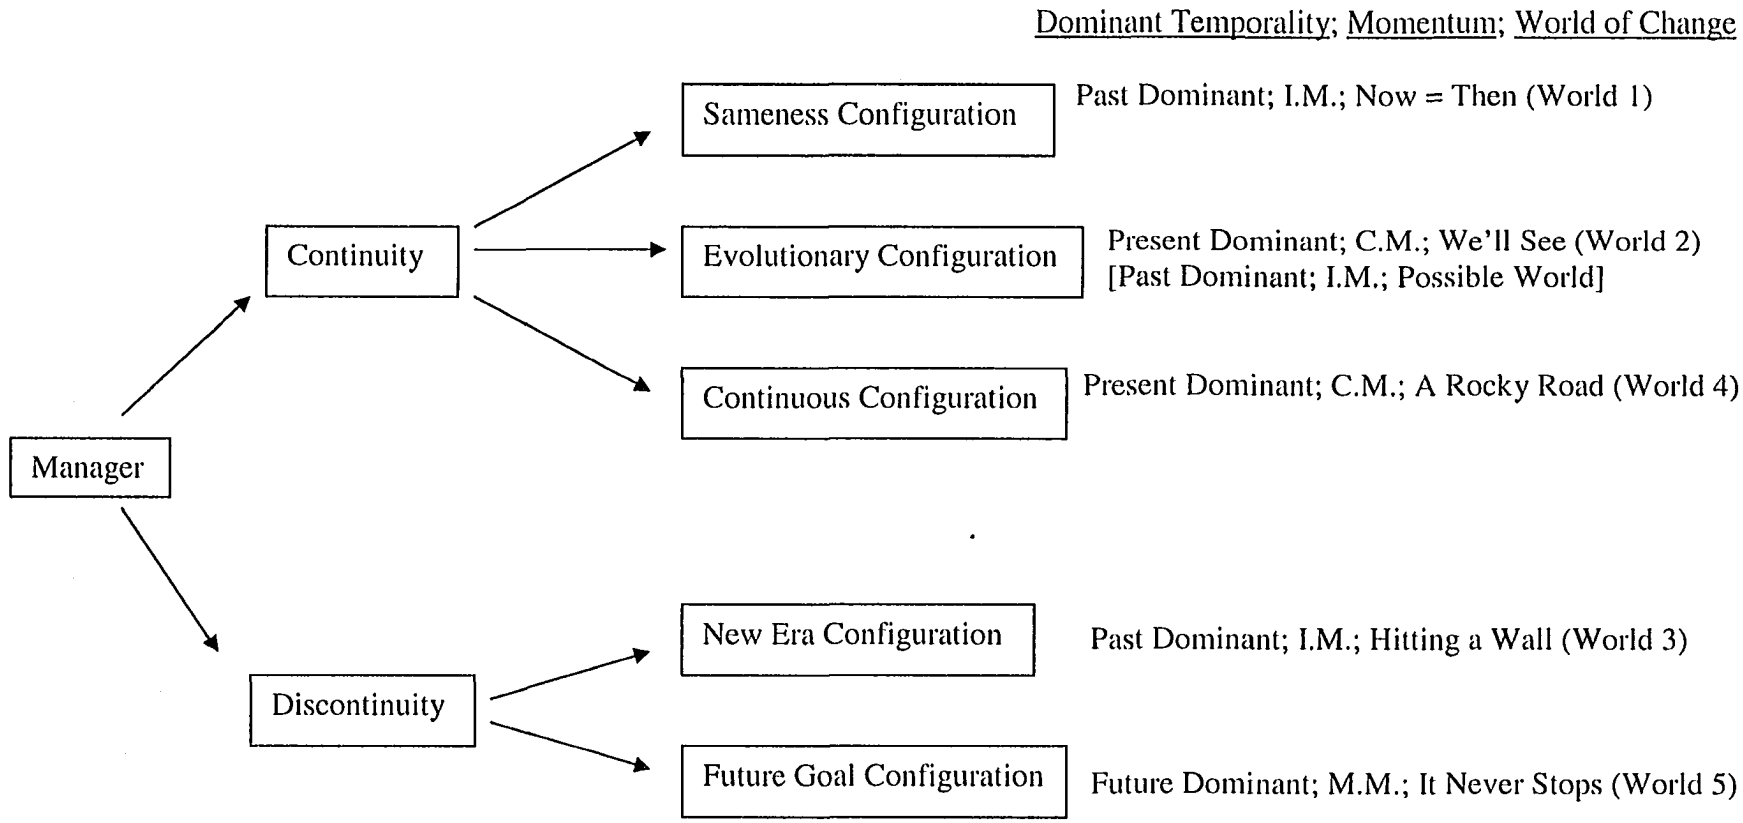 Dominant Temporality; Momentum; World of Change
Sameness Configuration
Past Dominant; I.M.; Now = Then (World 1)
Continuity
Evolutionary Configuration
Present Dominant; C.M.; We'll See (World 2)
[Past Dominant; I.M.; Possible World]
Continuous Configuration
Present Dominant; C.M.; A Rocky Road (World 4)
Manager
New Era Configuration
Past Dominant; I.M.; Hitting a Wall (World 3)
Discontinuity
Future Goal Configuration
Future Dominant; M.M.; It Never Stops (World 5)